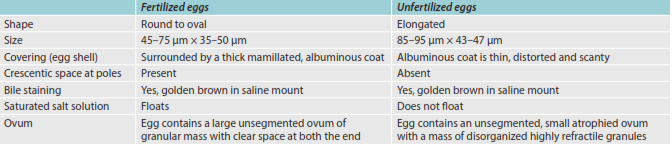 Fertilized eggs Unfertilized eggs
Shape Round to oval Elongated
Size 45–75 µm × 35–50 µm 85–95 µm × 43–47 µm
Covering (egg shell) Surrounded by a thick mamillated, albuminous coat Albuminous coat is thin, distorted and scanty
Crescentic space at poles Present Absent
Bile staining Yes, golden brown in saline mount Yes, golden brown in saline mount
Saturated salt solution Floats Does not float
Ovum Egg contains a large unsegmented ovum of Egg contains an unsegmented, small atrophied ovum
granular mass with clear space at both the end with a mass of disorganized highly refractile granules